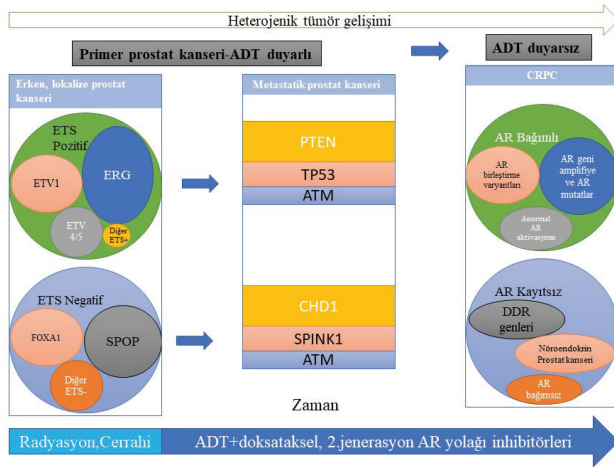 Heterojenik tümör gelişimi
Primer prostat kanseri-ADT duyarlı
ADT duyarsız
Erken, lokalize prostat
kanseri
ETS
Pozitif
ERG
ETV1
ETV
4/5
Diğer
ETS+
ETS Negatif
FOXA1
SPOP
Diğer
ETS-
Metastatik prostat kanseri
PTEN
TP53
ATM
CHD1
SPINK1
ATM
CRPC
AR Bağımlı
AR
birleştirme
varyantları
AR geni
amplifiye
ve AR
mutatlar
Anormal
AR
aktivasyonu
AR Kayıtsız
DDR
genleri
Nöroendokrin
Prostat kanseri
AR
bağımsız
Zaman
Radyasyon,Cerrahi
ADT+doksataksel, 2.jenerasyon AR yolağı inhibitörleri